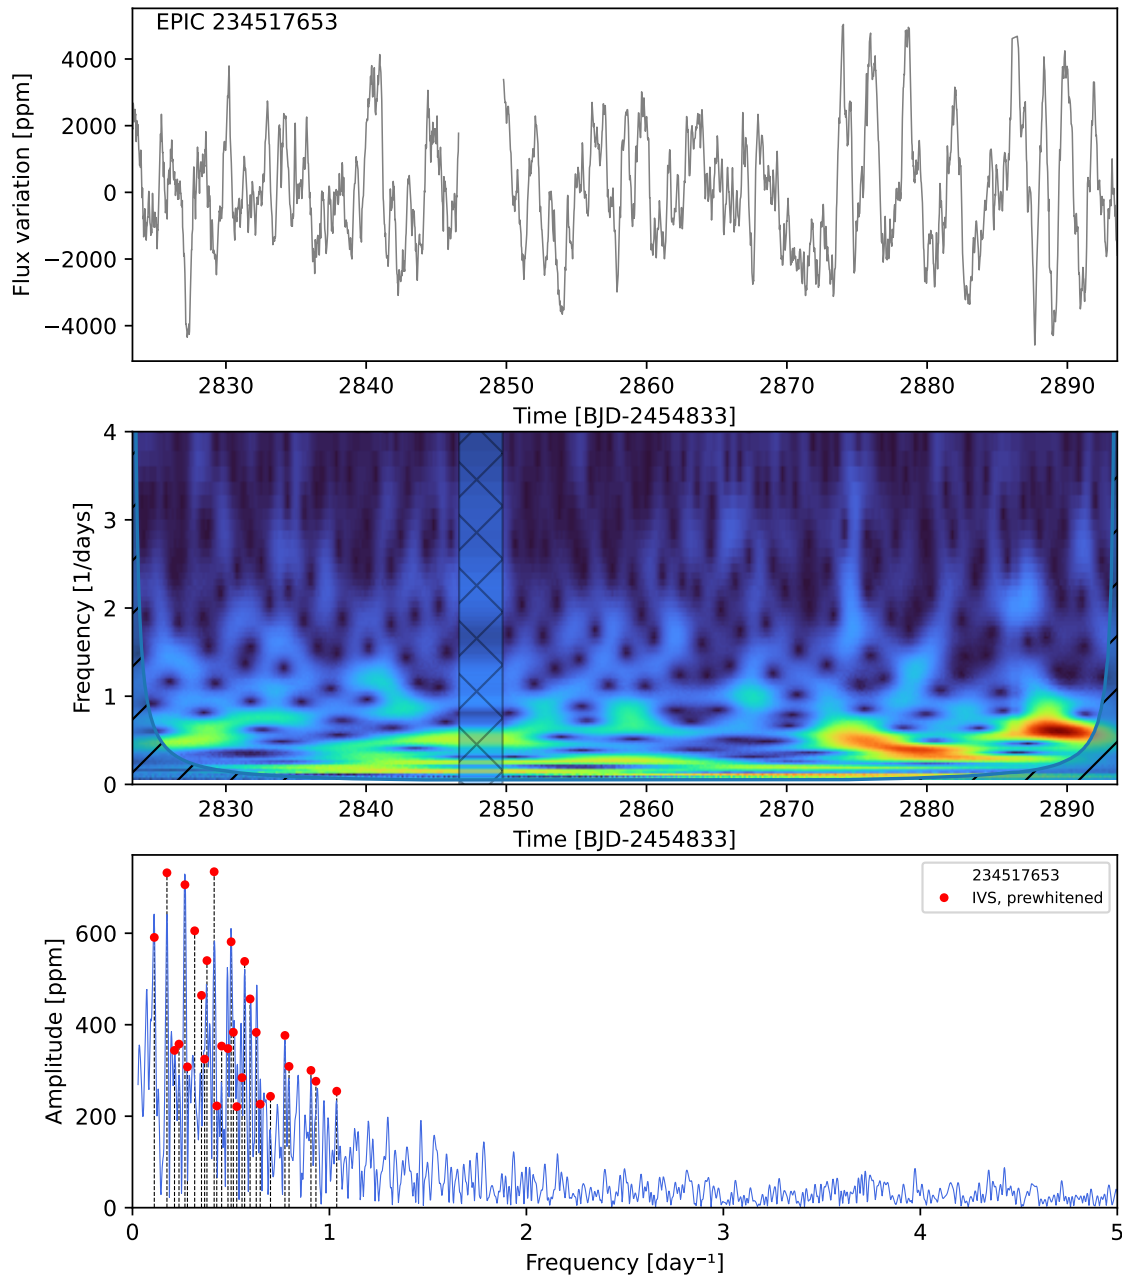 EPIC 234517653
4000
2000
0
−2000
−4000
Flux variation [ppm]
2830 2840 2850 2860 2870 2880 2890
Time [BJD-2454833]
4
3
2
1
0
Frequency [1/days]
2830 2840 2850 2860 2870 2880 2890
Time [BJD-2454833]
234517653
IVS, prewhitened
600
400
200
0
Amplitude [ppm]
0 1 2 3 4 5
Frequency [day⁻¹]